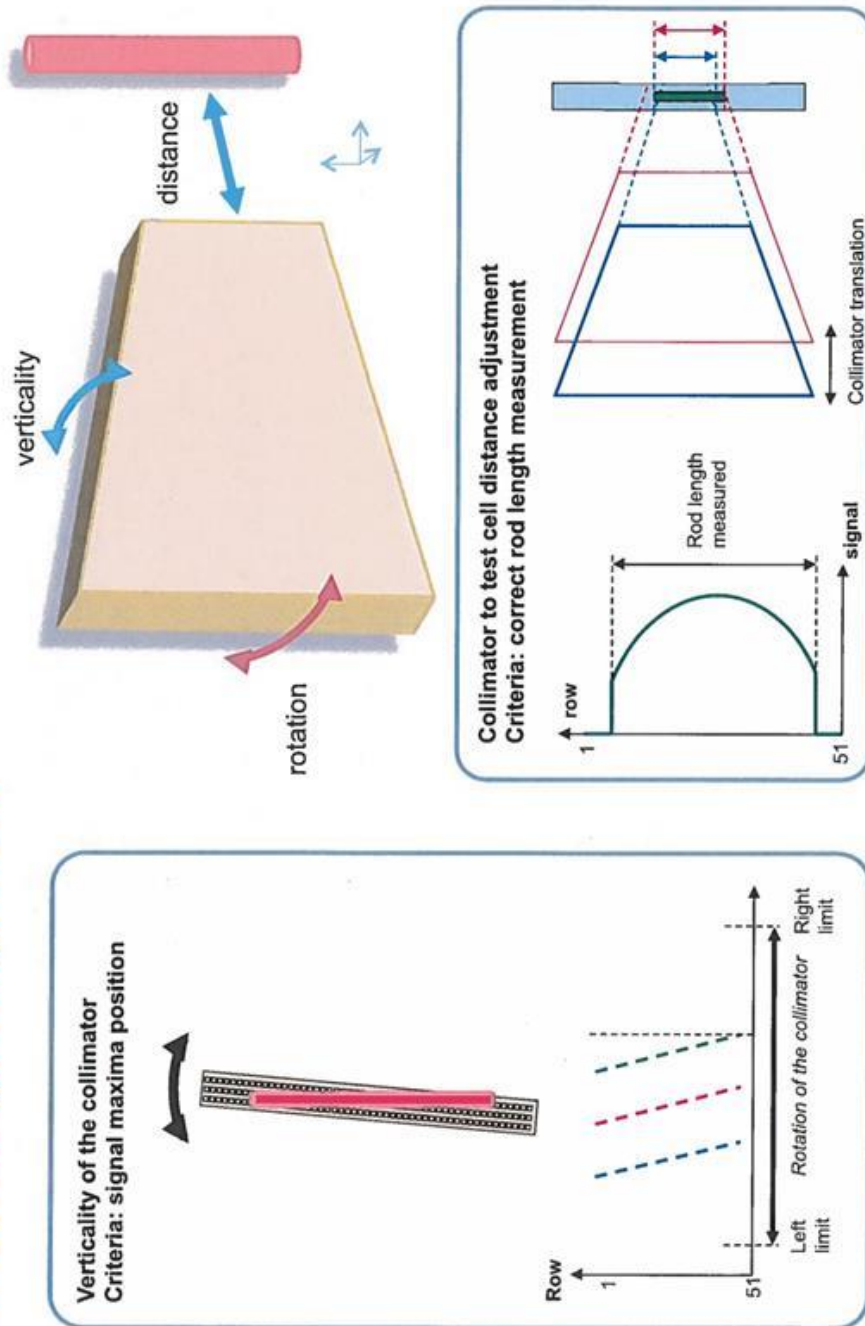 verticality
distance
rotation
Verticality of the collimator
Criteria: signal maxima position
Row
1
51
Left
limit
Rotation of the collimator
Right
limit
Collimator to test cell distance adjustment
Criteria: correct rod length measurement
row
1
51
signal
Rod length
measured
Collimator translation